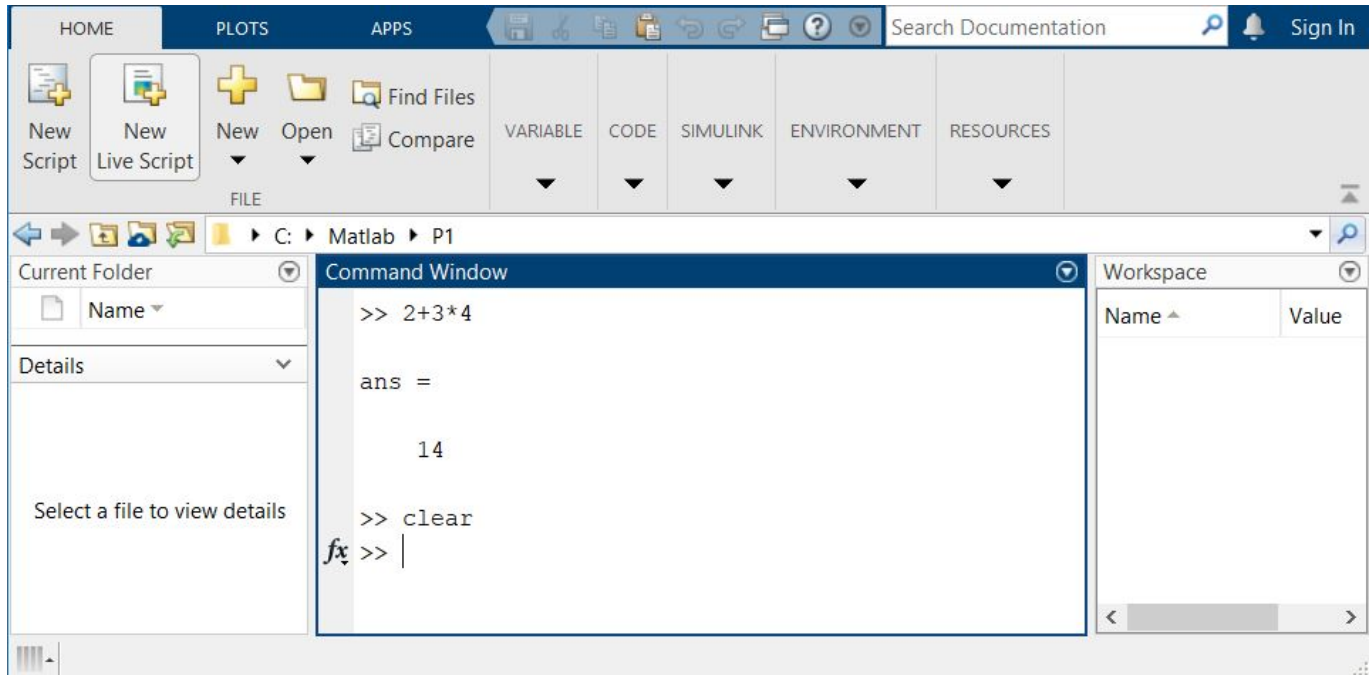 HOME PLOTS APPS Search Documentation Sign In
New Script
New Live Script
New
Open
Find Files
Compare
FILE
VARIABLE CODE SIMULINK ENVIRONMENT RESOURCES
C: Matlab P1
Current Folder
Name
Details
Select a file to view details
Command Window
>> 2+3*4
ans =
14
>> clear
fx >>
Workspace
Name Value